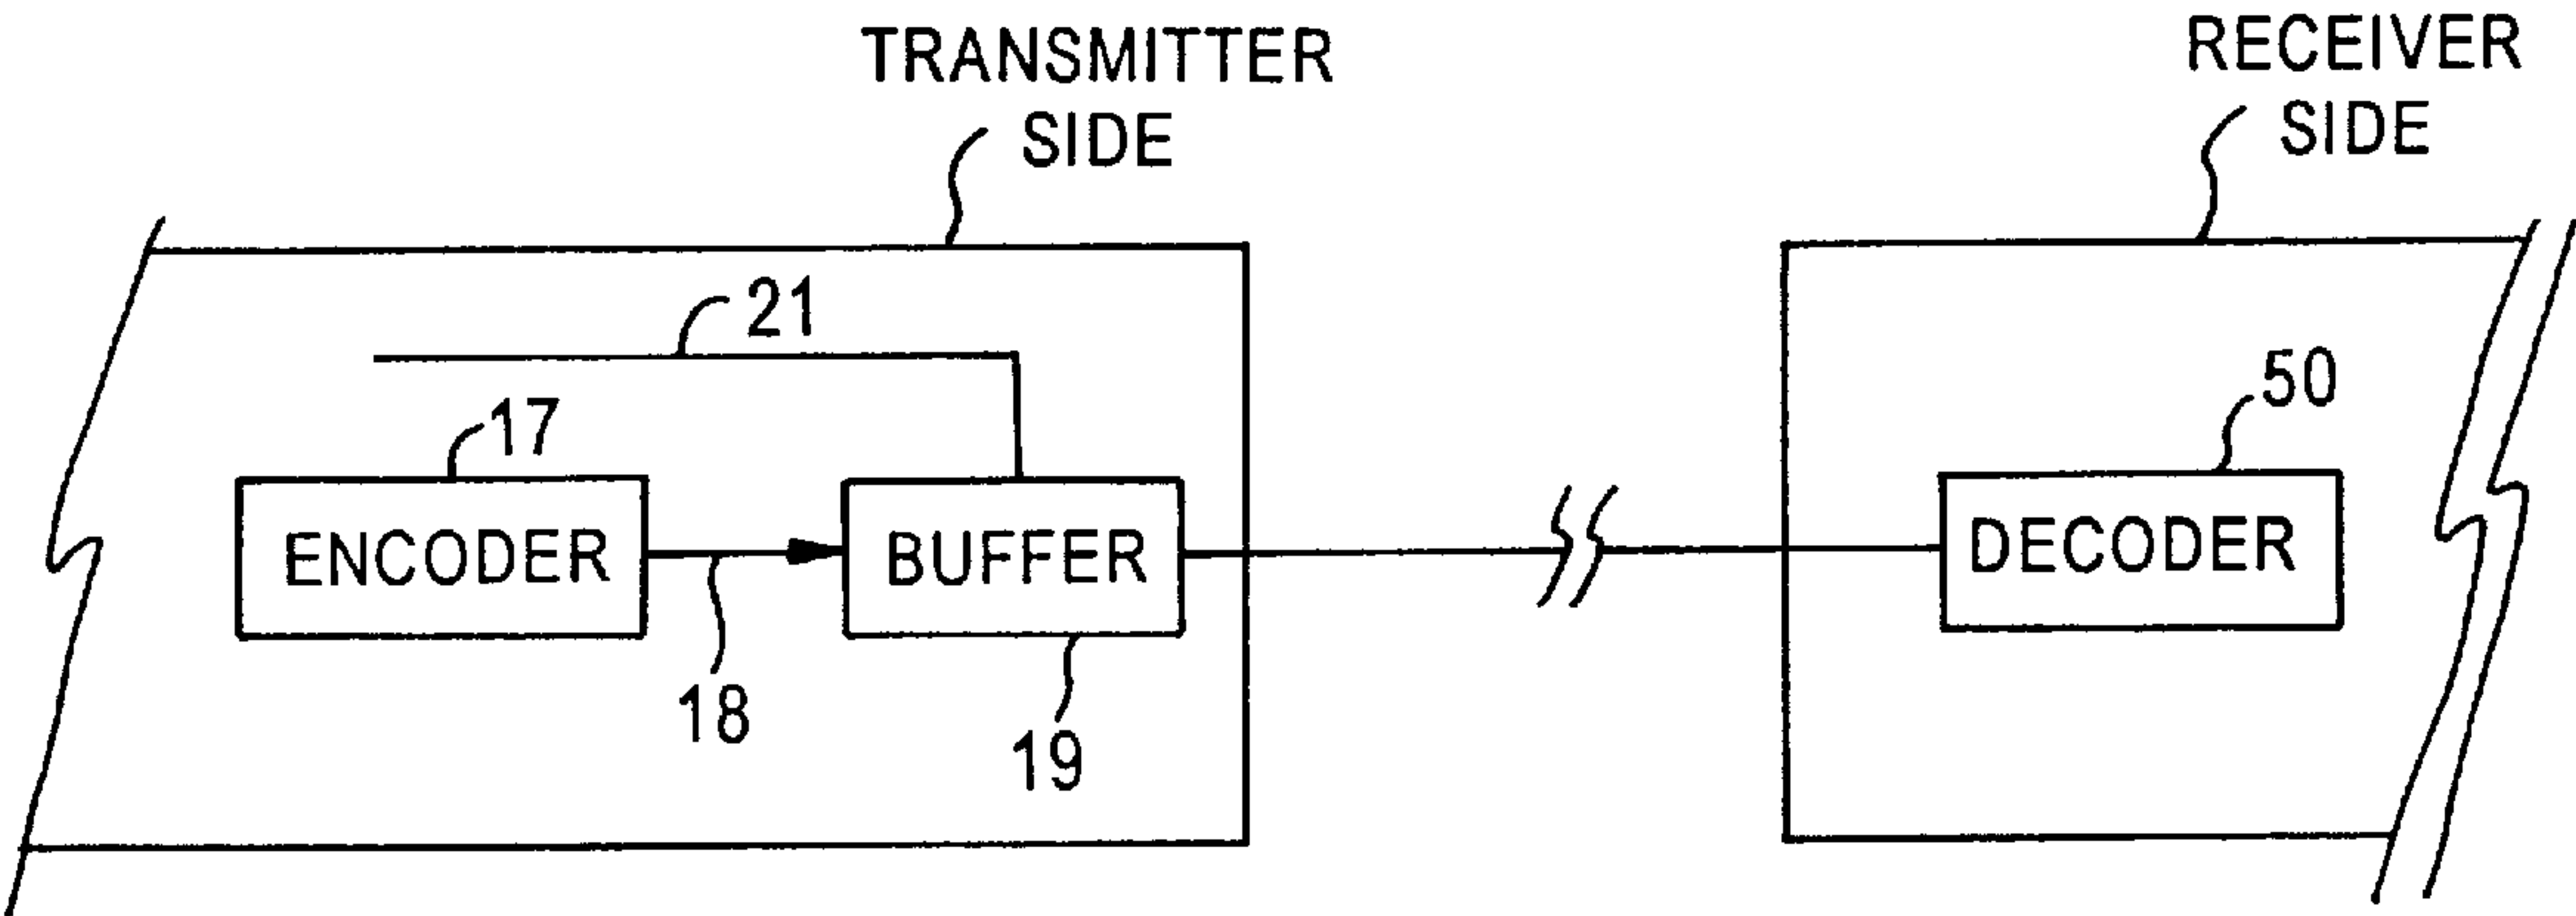 TRANSMITTER
SIDE
RECEIVER
SIDE
21
17
50
ENCODER
BUFFER
DECODER
18
19